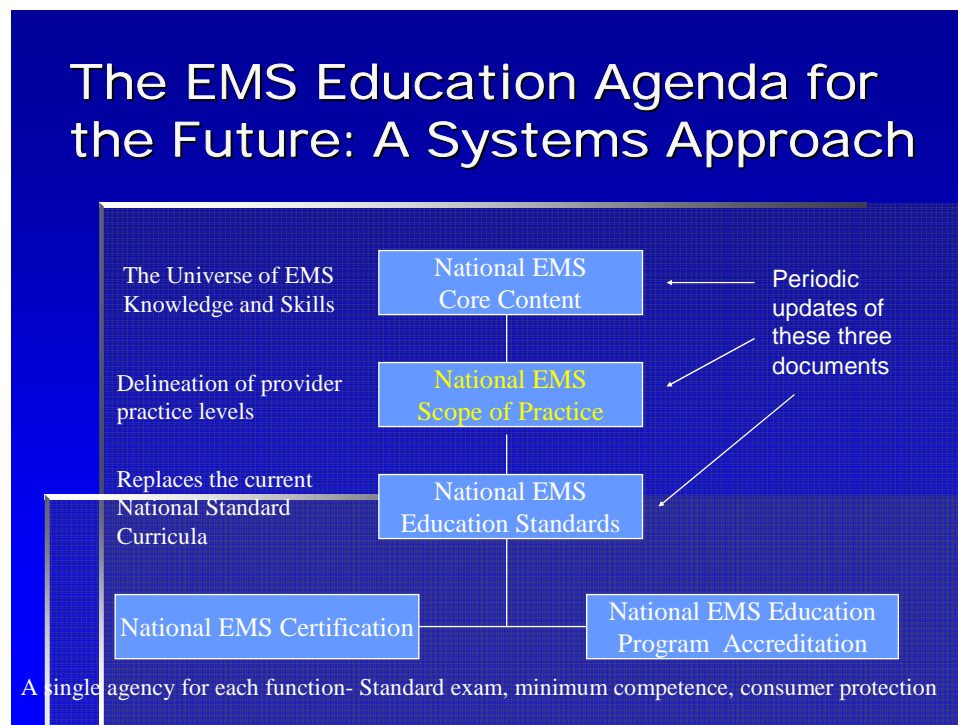 The EMS Education Agenda for
the Future: A Systems Approach
The Universe of EMS
Knowledge and Skills
National EMS
Core Content
Periodic
updates of
these three
documents
Delineation of provider
practice levels
National EMS
Scope of Practice
Replaces the current
National Standard
Curricula
National EMS
Education Standards
National EMS Certification
National EMS Education
Program Accreditation
A single agency for each function- Standard exam, minimum competence, consumer protection